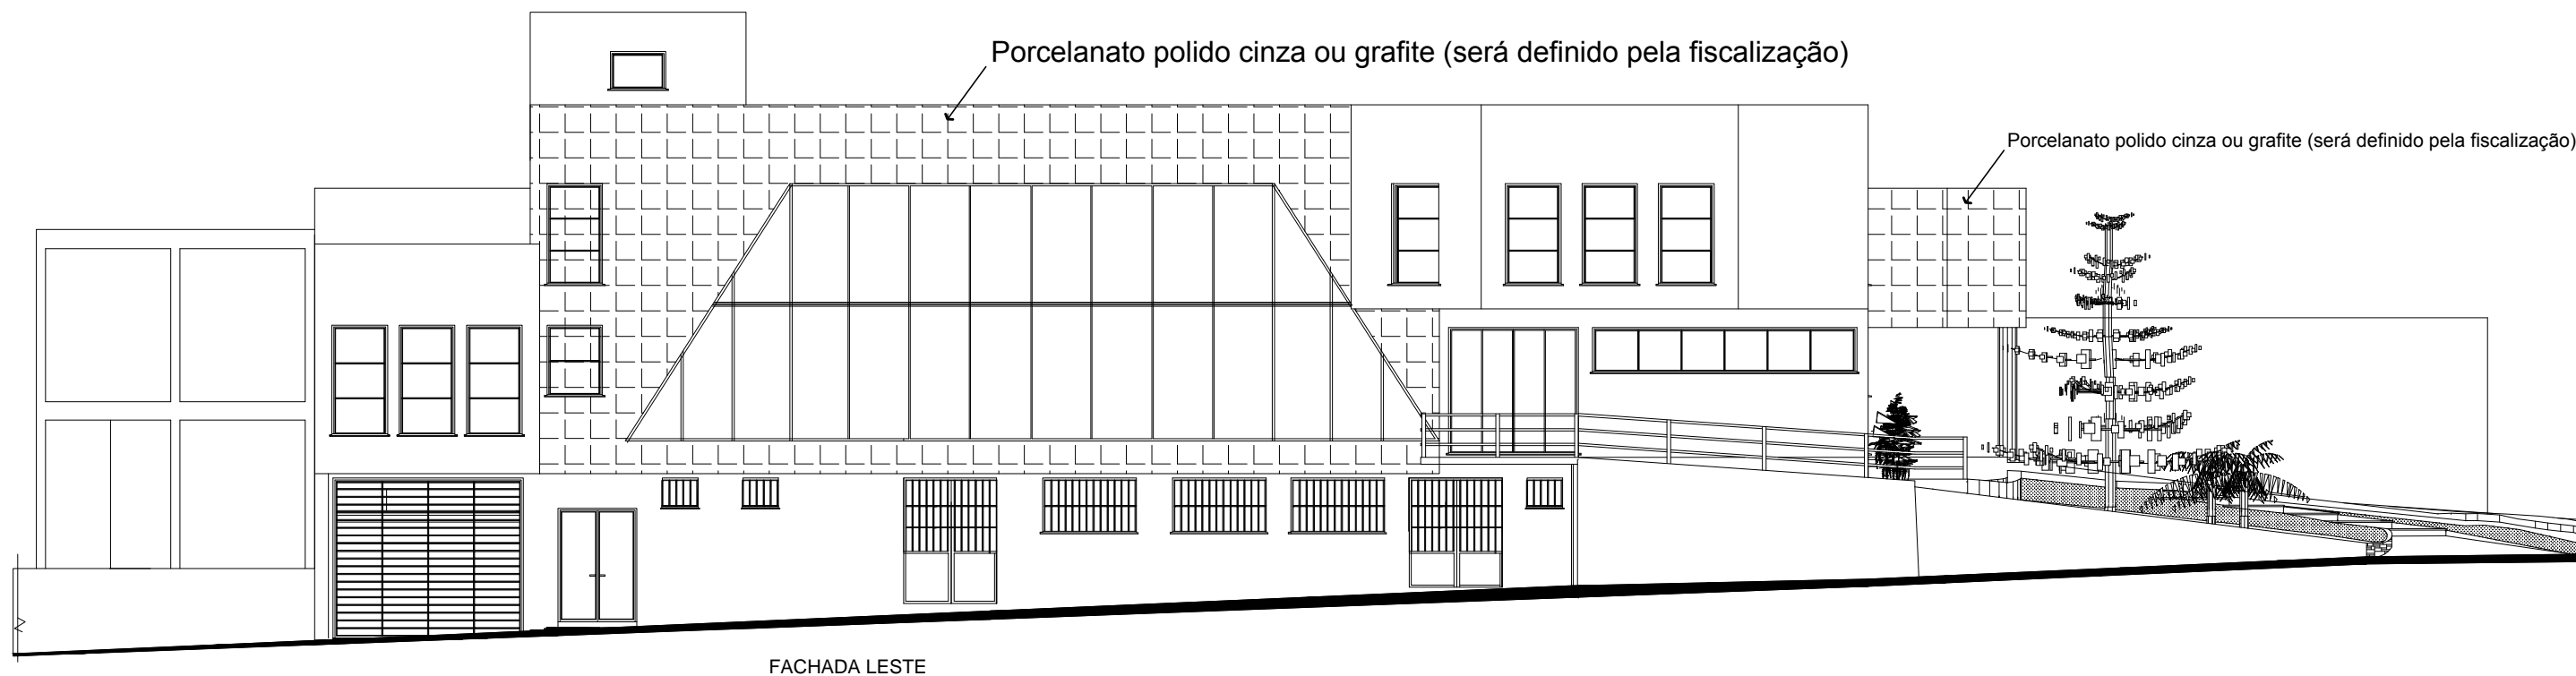 Porcelanato polido cinza ou grafite (será definido pela fiscalização)
Porcelanato polido cinza ou grafite (será definido pela fiscalização)
FACHADA LESTE